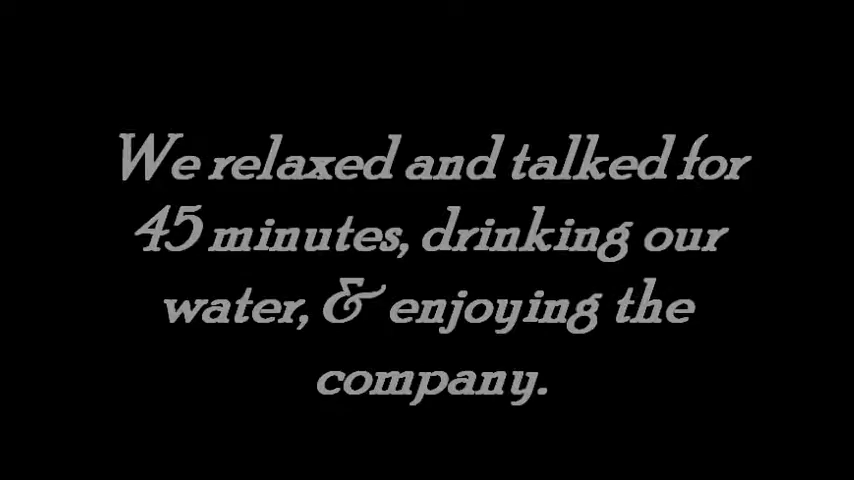 We relaxed and talked for
45 minutes, drinking our
water, & enjoying the
company.